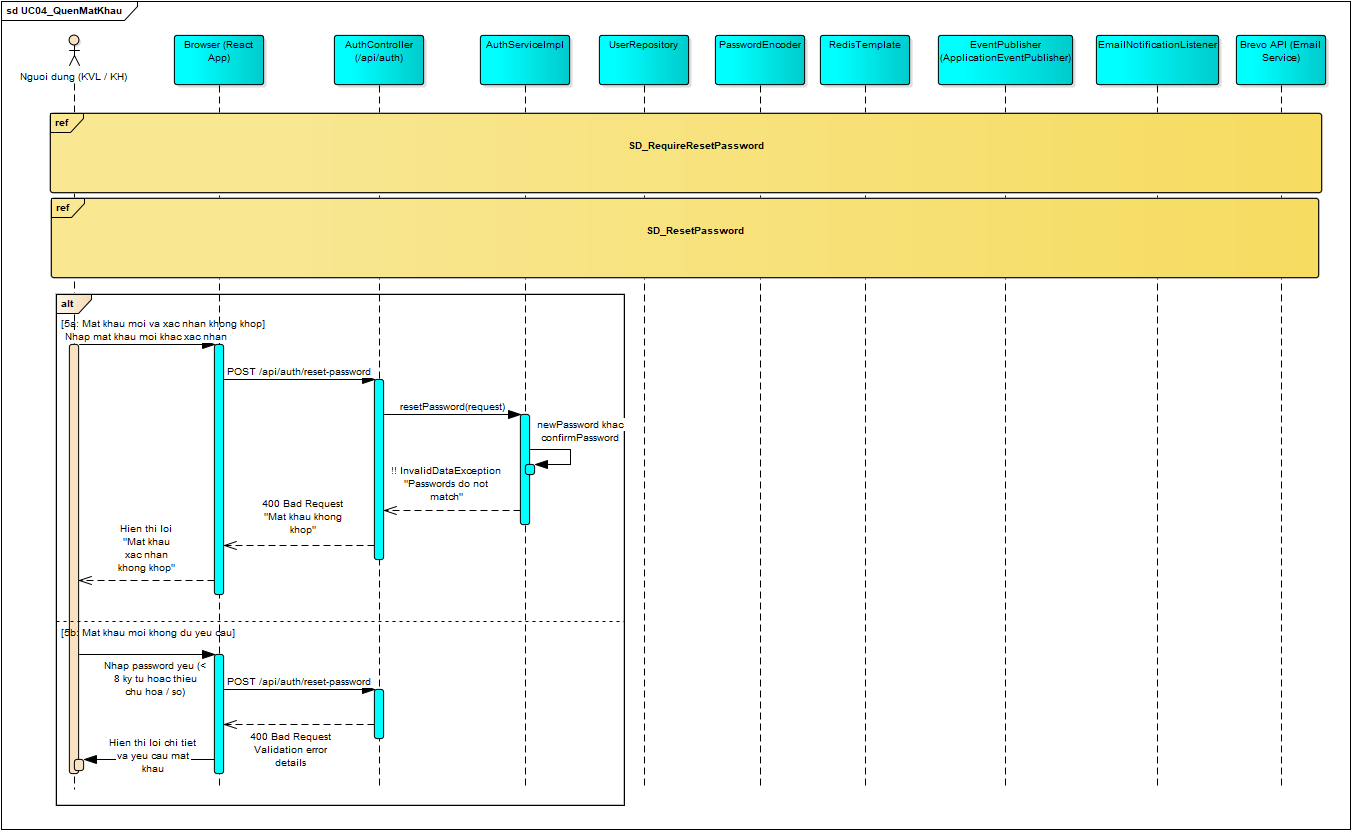 sd UC04_QuenMatKhau
Nguoi dung (KVL / KH)
Browser (React
App)
AuthController
(/api/auth)
AuthServiceImpl
UserRepository
PasswordEncoder
RedisTemplate
EventPublisher
(ApplicationEventPublisher)
EmailNotificationListener
Brevo API (Email
Service)
ref
SD_RequireResetPassword
ref
SD_ResetPassword
alt
[5a: Mat khau moi va xac nhan khong khop]
Nhap mat khau moi khac xac nhan
POST /api/auth/reset-password
resetPassword(request)
newPassword khac
confirmPassword
!! InvalidDataException
"Passwords do not
match"
400 Bad Request
"Mat khau khong
khop"
Hien thi loi
"Mat khau
xac nhan
khong khop"
[5b: Mat khau moi khong du yeu cau]
Nhap password yeu (<
8 ky tu hoac thieu
chu hoa / so)
POST /api/auth/reset-password
400 Bad Request
Validation error
details
Hien thi loi chi tiet
va yeu cau mat
khau